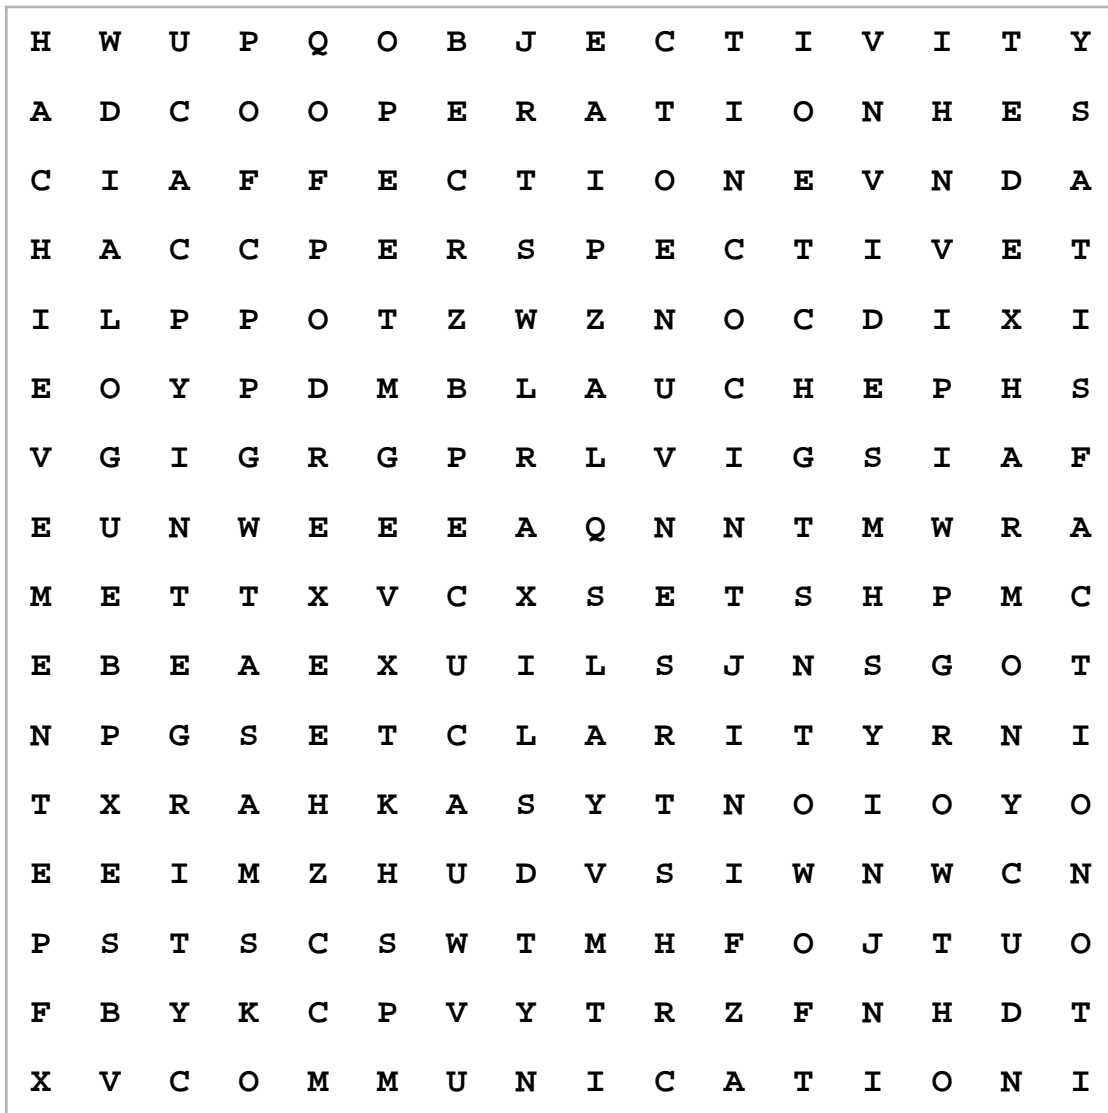 H W U P Q O B J E C T I V I T Y
A D C O O P E R A T I O N H E S
C I A F F E C T I O N E V N D A
H A C C P E R S P E C T I V E T
I L P P O T Z W Z N O C D I X I
E O Y P D M B L A U C H E P H S
V G I G R G P R L V I G S I A F
E U N W E E E A Q N N T M W R A
M E T T X V C X S E T S H P M C
E B E A E X U I L S J N S G O T
N P G S E T C L A R I T Y R N I
T X R A H K A S Y T N O I O Y O
E E I M Z H U D V S I W N W C N
P S T S C S W T M H F O J T U O
F B Y K C P V Y T R Z F N H D T
X V C O M M U N I C A T I O N I